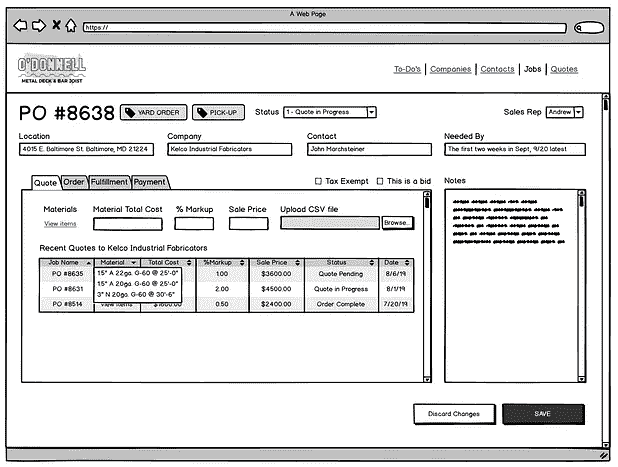 A Web Page
https://
O'DONNELL
METAL DECK & BAR JOIST
To-Do's Companies Contacts Jobs Quotes
PO #8638 YARD ORDER PICK-UP Status 1 - Quote in Progress Sales Rep Andrew
Location Company Contact Needed By
4015 E. Baltimore St. Baltimore, MD 21224 Kelco Industrial Fabricators John Marchsteiner The first two weeks in Sept, 9/20 latest
Quote Order Fulfillment Payment Tax Exempt This is a bid Notes
Materials Material Total Cost % Markup Sale Price Upload CSV file
View items Browse
Recent Quotes to Kelco Industrial Fabricators
Job Name Material Total Cost %Markup Sale Price Status Date
PO #8635 15" A 22ga. G-60 @ 25'-0" 1.00 $3600.00 Quote Pending 8/6/19
15" A 20ga. G-60 @ 25'-0"
PO #8631 2.00 $4500.00 Quote in Progress 8/1/19
3" N 20ga. G-60 @ 30'-6"
PO #8514 View items $1600.00 0.50 $2400.00 Order Complete 7/20/19
Discard Changes SAVE